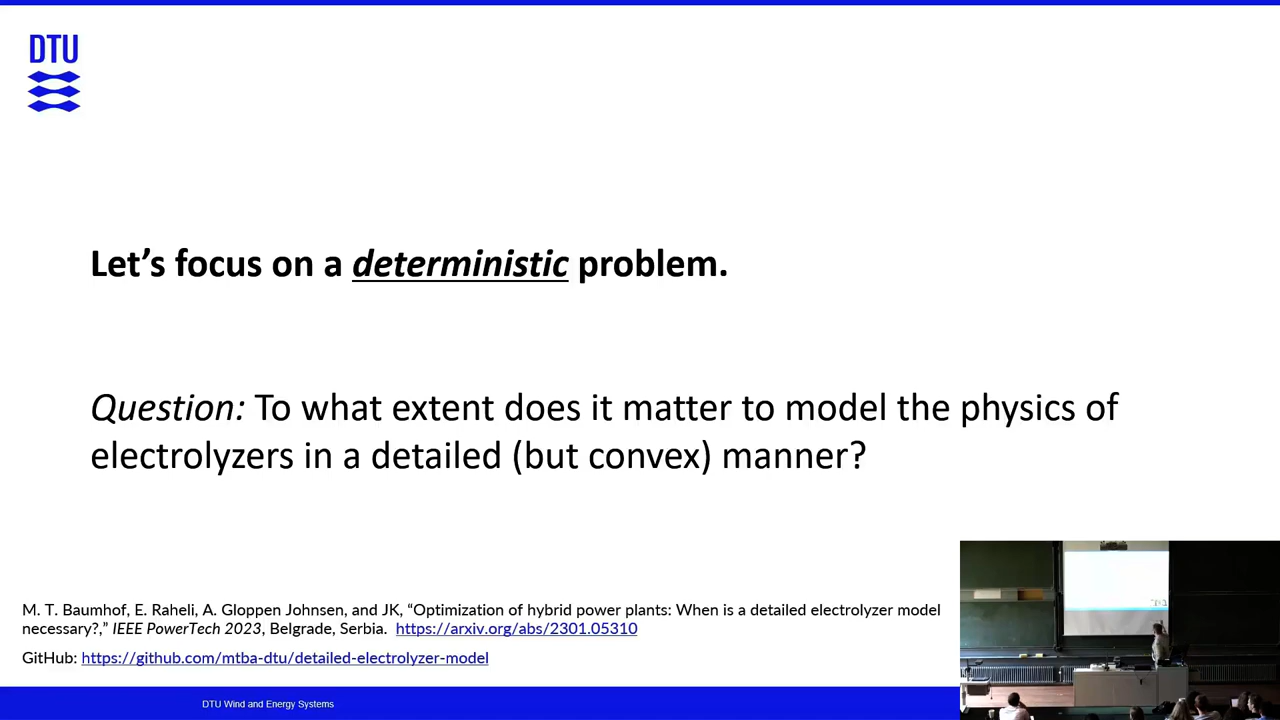 DTU
Let's focus on a deterministic problem.
Question: To what extent does it matter to model the physics of
electrolyzers in a detailed (but convex) manner?
M. T. Baumhof, E. Raheli, A. Gloppen Johnsen, and JK, “Optimization of hybrid power plants: When is a detailed electrolyzer model
necessary?,” IEEE PowerTech 2023, Belgrade, Serbia. https://arxiv.org/abs/2301.05310
GitHub: https://github.com/mtba-dtu/detailed-electrolyzer-model
DTU Wind and Energy Systems